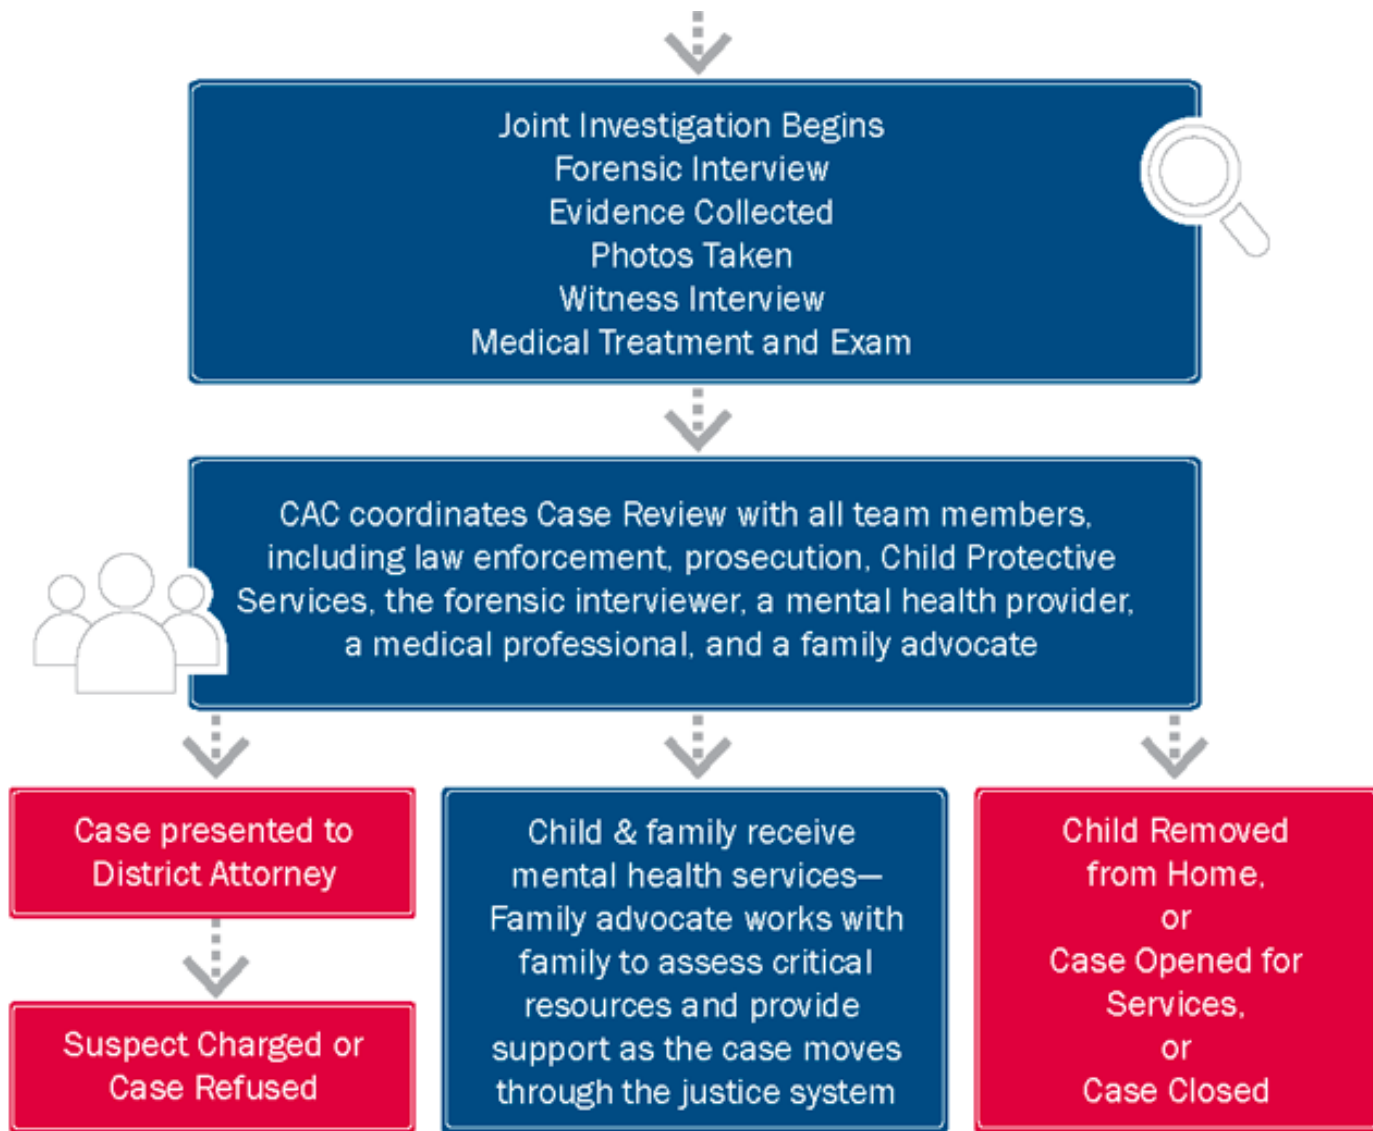 Joint Investigation Begins
Forensic Interview
Evidence Collected
Photos Taken
Witness Interview
Medical Treatment and Exam
CAC coordinates Case Review with all team members,
including law enforcement, prosecution, Child Protective
Services, the forensic interviewer, a mental health provider,
a medical professional, and a family advocate
Case presented to
District Attorney
Suspect Charged or
Case Refused
Child & family receive
mental health services—
Family advocate works with
family to assess critical
resources and provide
support as the case moves
through the justice system
Child Removed
from Home,
or
Case Opened for
Services,
or
Case Closed